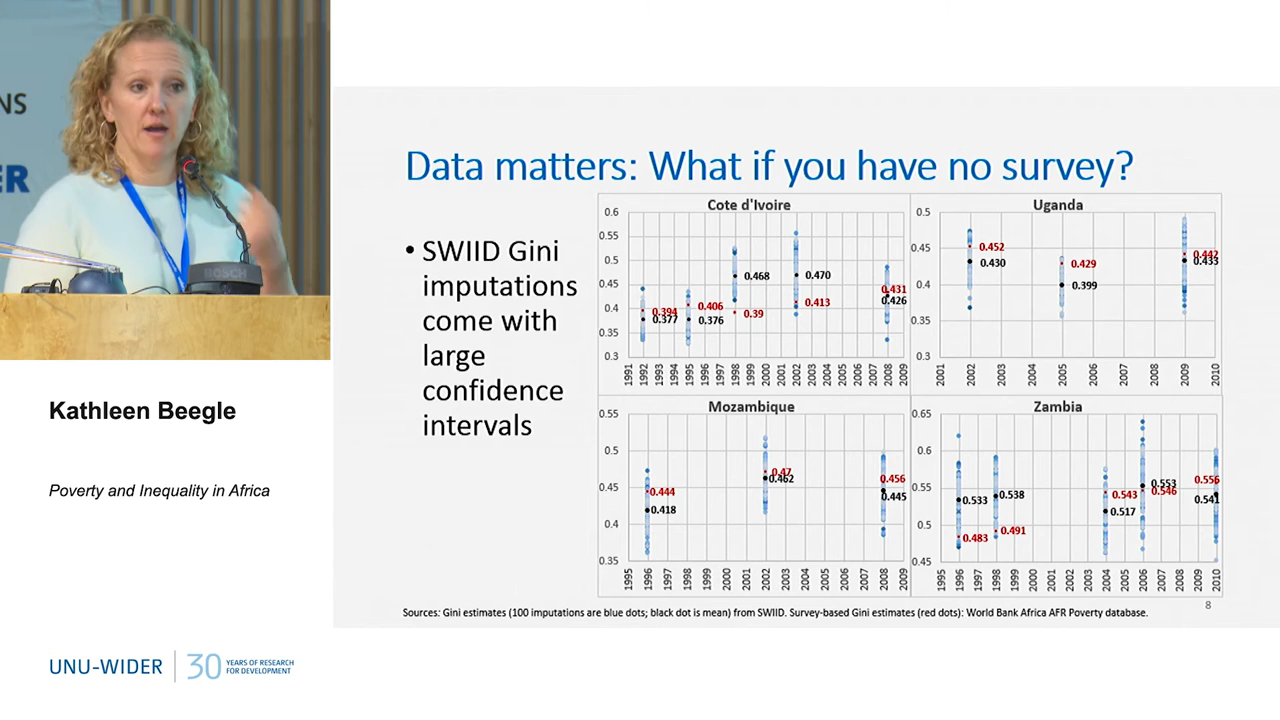 NS
ER
BOSCH
Kathleen Beegle
Poverty and Inequality in Africa
UNU-WIDER
30 YEARS OF RESEARCH
FOR DEVELOPMENT
Data matters: What if you have no survey?
• SWIID Gini
imputations
come with
large
confidence
intervals
Cote d'Ivoire
0.6
0.55
0.5
0.45
0.4
0.35
0.3
0.394
0.377
0.406
0.376
0.468
0.39
0.470
0.413
0.431
0.426
1991 1992 1993 1994 1995 1996 1997 1998 1999 2000 2001 2002 2003 2004 2005 2006 2007 2008 2009
Uganda
0.5
0.45
0.4
0.35
0.3
0.452
0.430
0.429
0.399
0.442
0.433
2001 2002 2003 2004 2005 2006 2007 2008 2009 2010
Mozambique
0.55
0.5
0.45
0.4
0.35
0.444
0.418
0.47
0.462
0.456
0.445
1995 1996 1997 1998 1999 2000 2001 2002 2003 2004 2005 2006 2007 2008 2009
Zambia
0.65
0.6
0.55
0.5
0.45
0.533
0.483
0.538
0.491
0.543
0.517
0.553
0.546
0.556
0.541
1995 1996 1997 1998 1999 2000 2001 2002 2003 2004 2005 2006 2007 2008 2009 2010
8
Sources: Gini estimates (100 imputations are blue dots; black dot is mean) from SWIID. Survey-based Gini estimates (red dots): World Bank Africa AFR Poverty database.